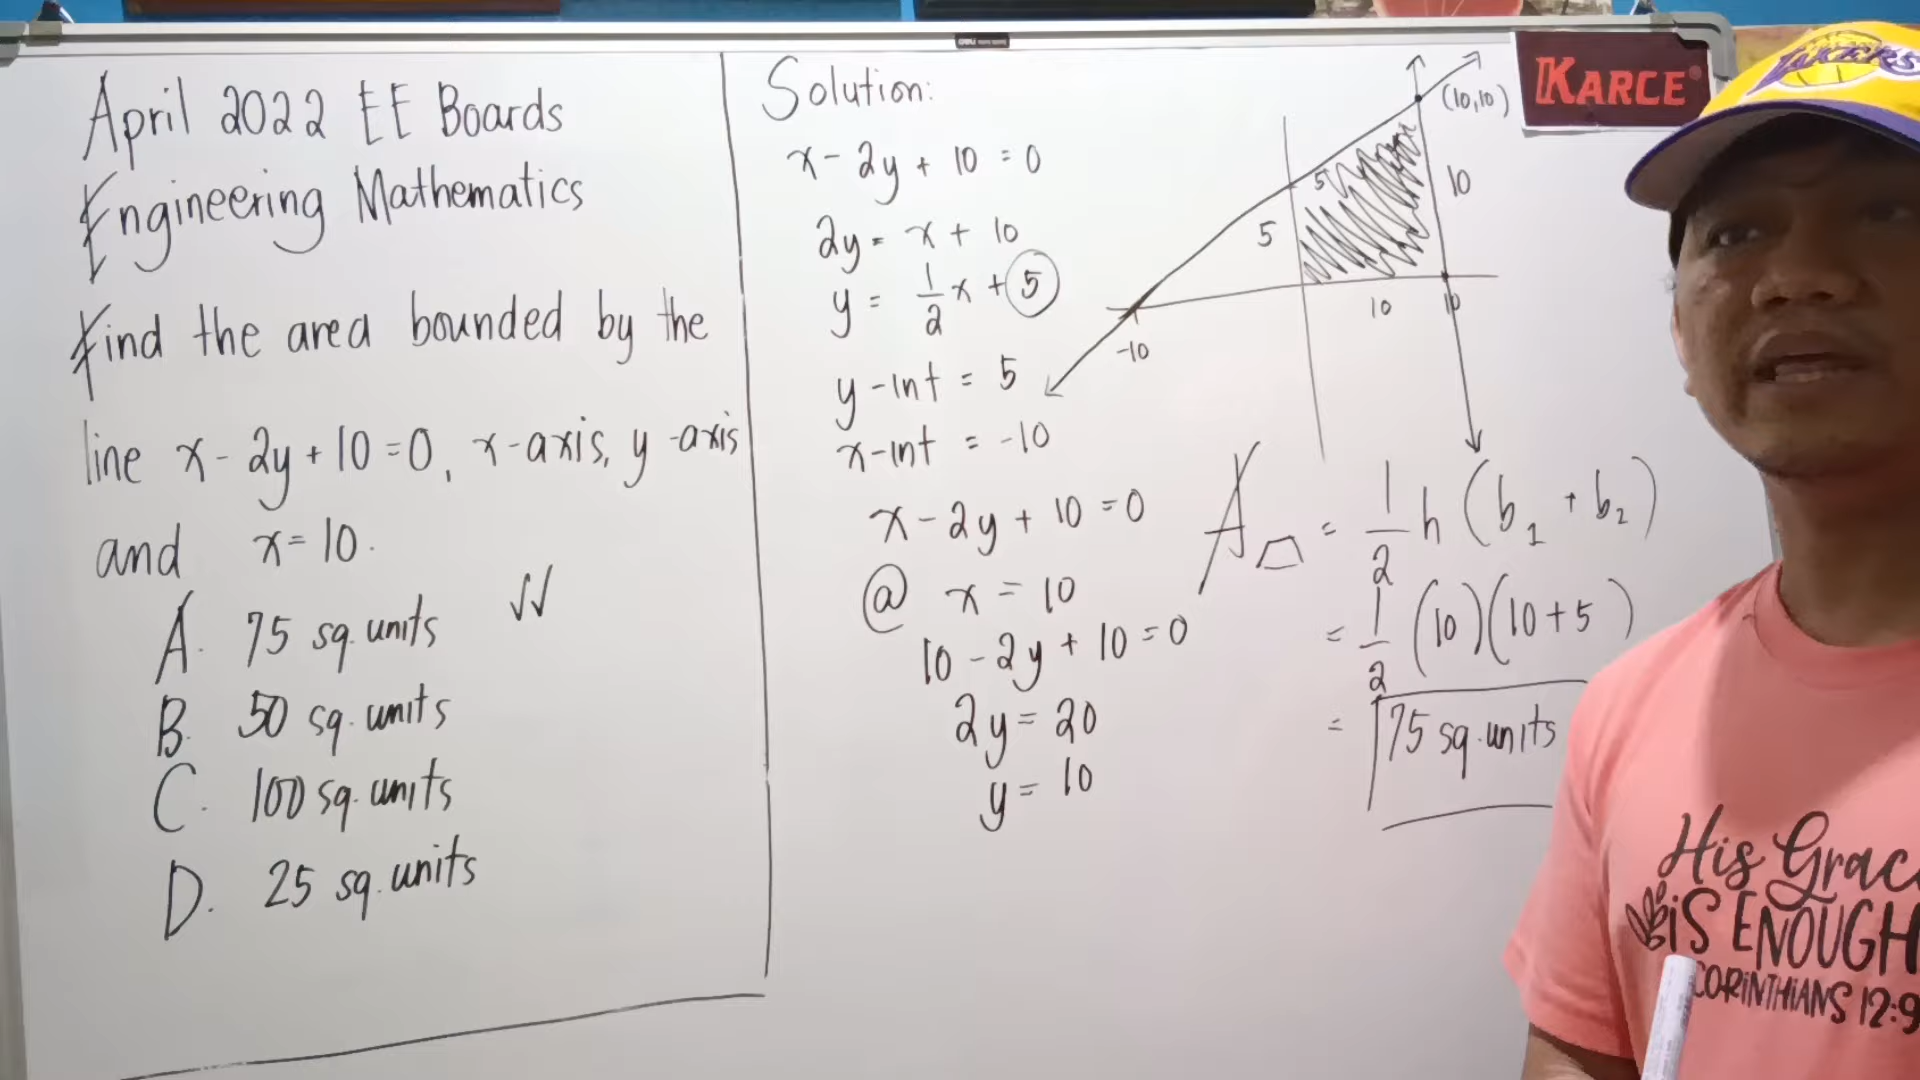 April 2022 EE Boards
Engineering Mathematics
Find the area bounded by the
line x - 2y + 10 = 0, x-axis, y-axis
and x = 10.
A. 75 sq. units
B. 50 sq. units
C. 100 sq. units
D. 25 sq. units
Solution:
x - 2y + 10 = 0
2y = x + 10
y = 1/2 x + 5
y-int = 5
x-int = -10
x - 2y + 10 = 0
@ x = 10
10 - 2y + 10 = 0
2y = 20
y = 10
(10,10)
5
5
10
10
10
-10
A = 1/2 h (b1 + b2)
= 1/2 (10)(10 + 5)
= 75 sq. units
KARCE
LAKERS
His Grace
iS ENOUGH
CORiNTHiANS 12:9